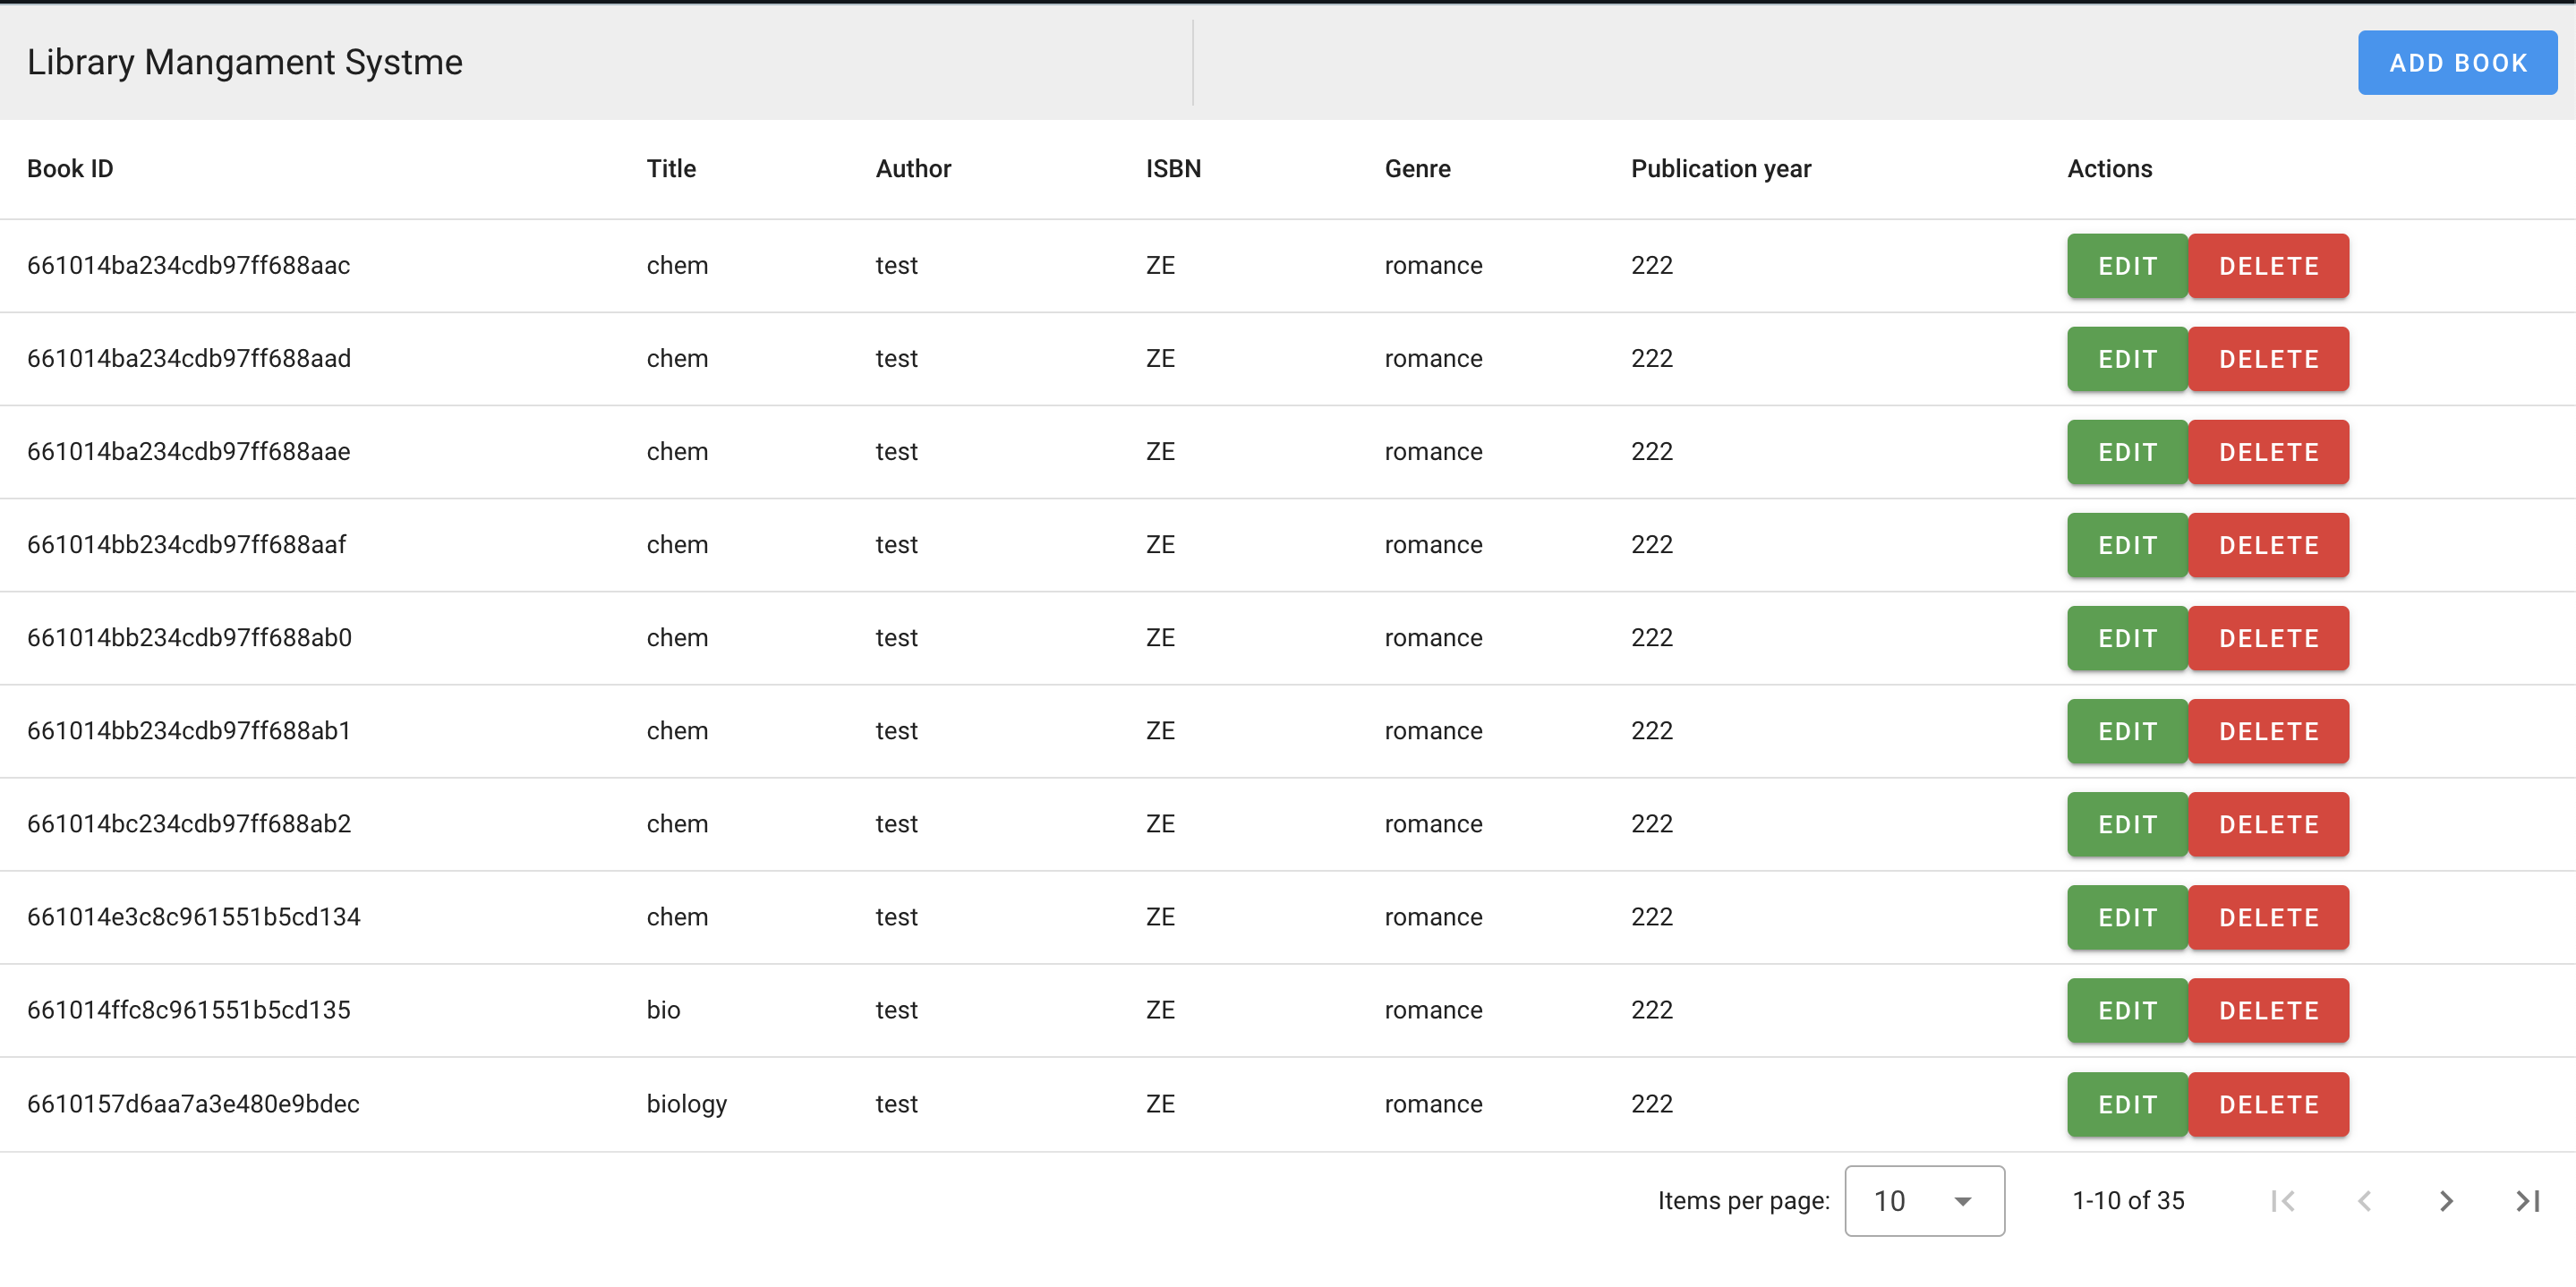 Library Mangament Systme ADD BOOK
Book ID Title Author ISBN Genre Publication year Actions
661014ba234cdb97ff688aac chem test ZE romance 222 EDIT DELETE
661014ba234cdb97ff688aad chem test ZE romance 222 EDIT DELETE
661014ba234cdb97ff688aae chem test ZE romance 222 EDIT DELETE
661014bb234cdb97ff688aaf chem test ZE romance 222 EDIT DELETE
661014bb234cdb97ff688ab0 chem test ZE romance 222 EDIT DELETE
661014bb234cdb97ff688ab1 chem test ZE romance 222 EDIT DELETE
661014bc234cdb97ff688ab2 chem test ZE romance 222 EDIT DELETE
661014e3c8c961551b5cd134 chem test ZE romance 222 EDIT DELETE
661014ffc8c961551b5cd135 bio test ZE romance 222 EDIT DELETE
6610157d6aa7a3e480e9bdec biology test ZE romance 222 EDIT DELETE
Items per page: 10 1-10 of 35